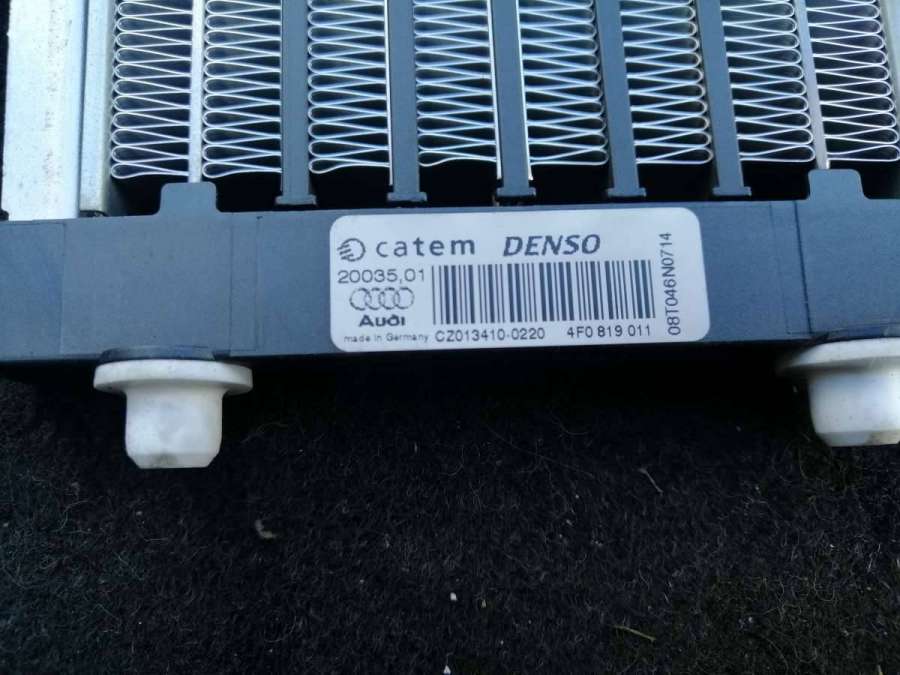 catem DENSO
20035,01
Audi
made in Germany CZ013410-0220 4F0 819 011
08T046N0714